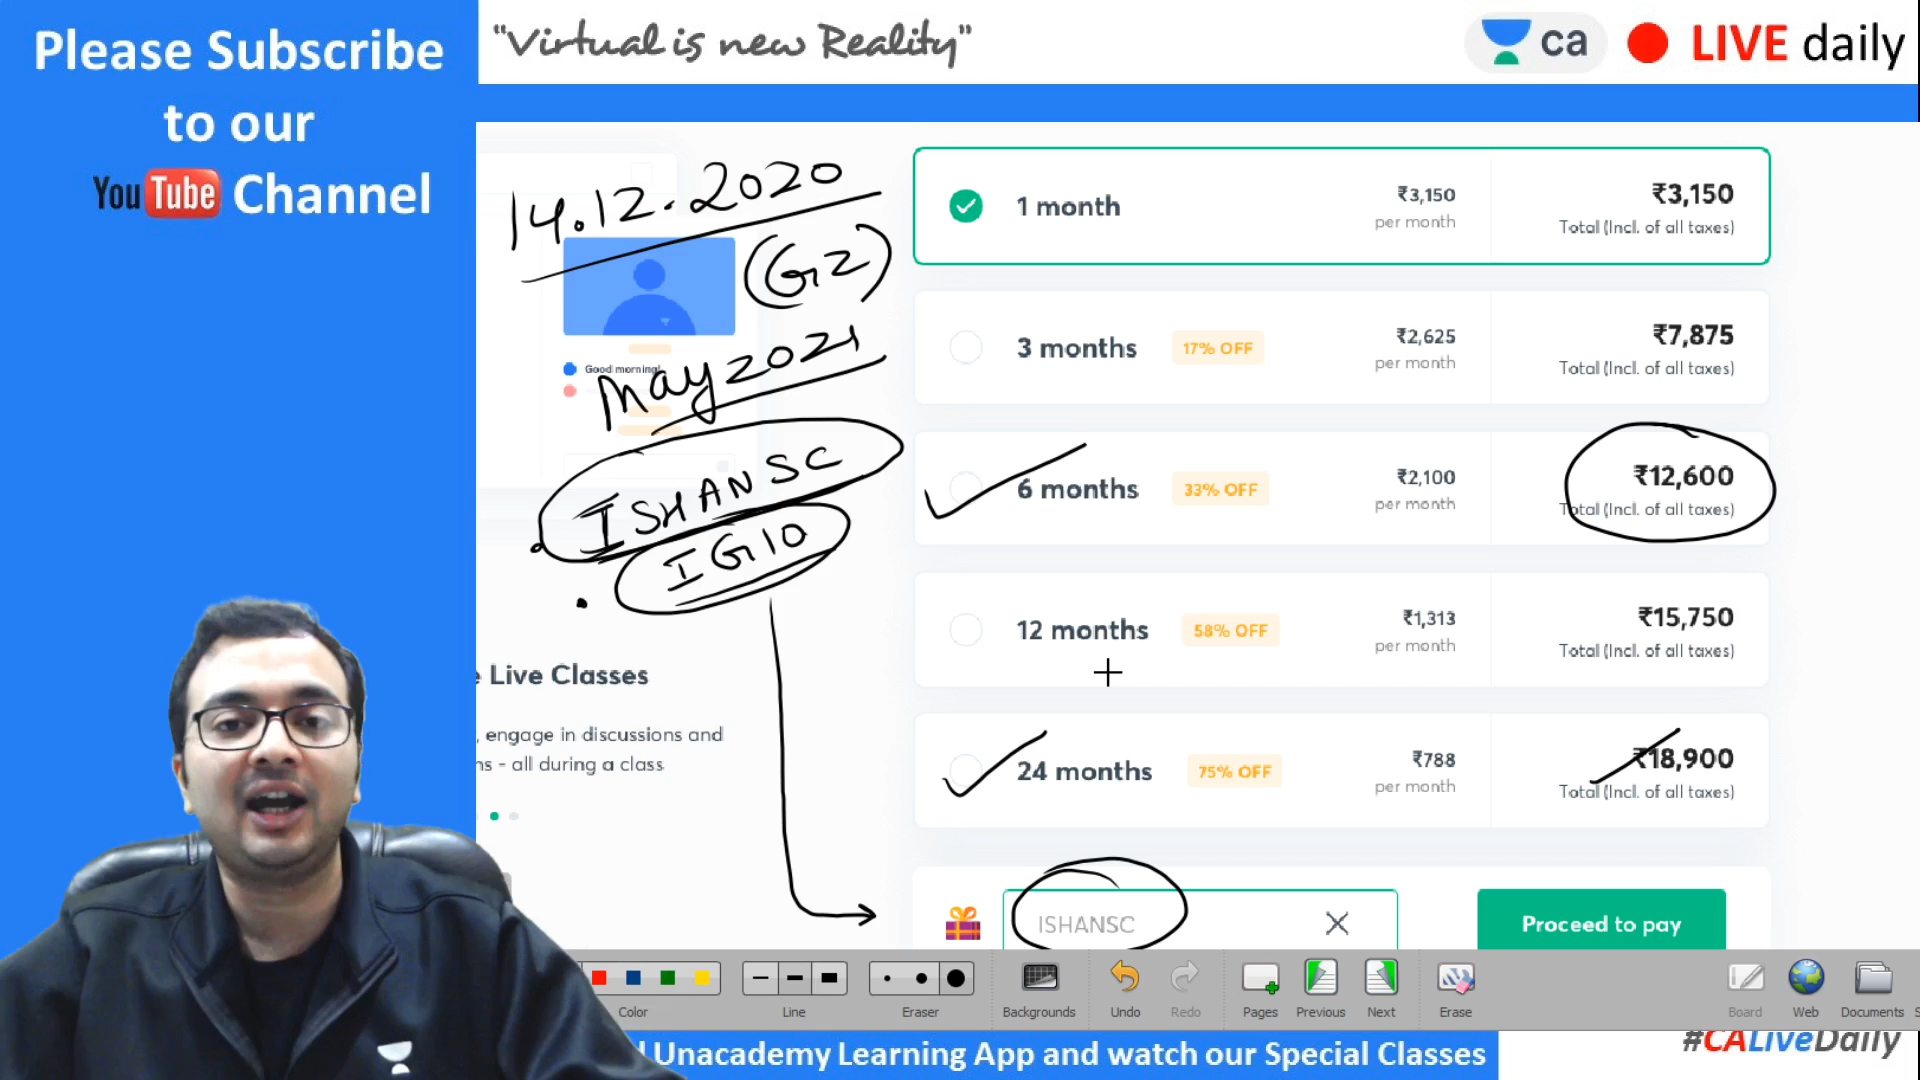 Please Subscribe
to our
YouTube Channel
"Virtual is new Reality"
ca LIVE daily
14.12.2020
(G2)
Good morning!
May 2021
ISHANSC
IG10
Live Classes
, engage in discussions and
- all during a class
1 month ₹3,150 per month ₹3,150 Total (Incl. of all taxes)
3 months 17% OFF ₹2,625 per month ₹7,875 Total (Incl. of all taxes)
6 months 33% OFF ₹2,100 per month ₹12,600 Total (Incl. of all taxes)
12 months 58% OFF ₹1,313 per month ₹15,750 Total (Incl. of all taxes)
24 months 75% OFF ₹788 per month ₹18,900 Total (Incl. of all taxes)
ISHANSC Proceed to pay
Color Line Eraser Backgrounds Undo Redo Pages Previous Next Erase Board Web Documents
Unacademy Learning App and watch our Special Classes
#CALiveDaily